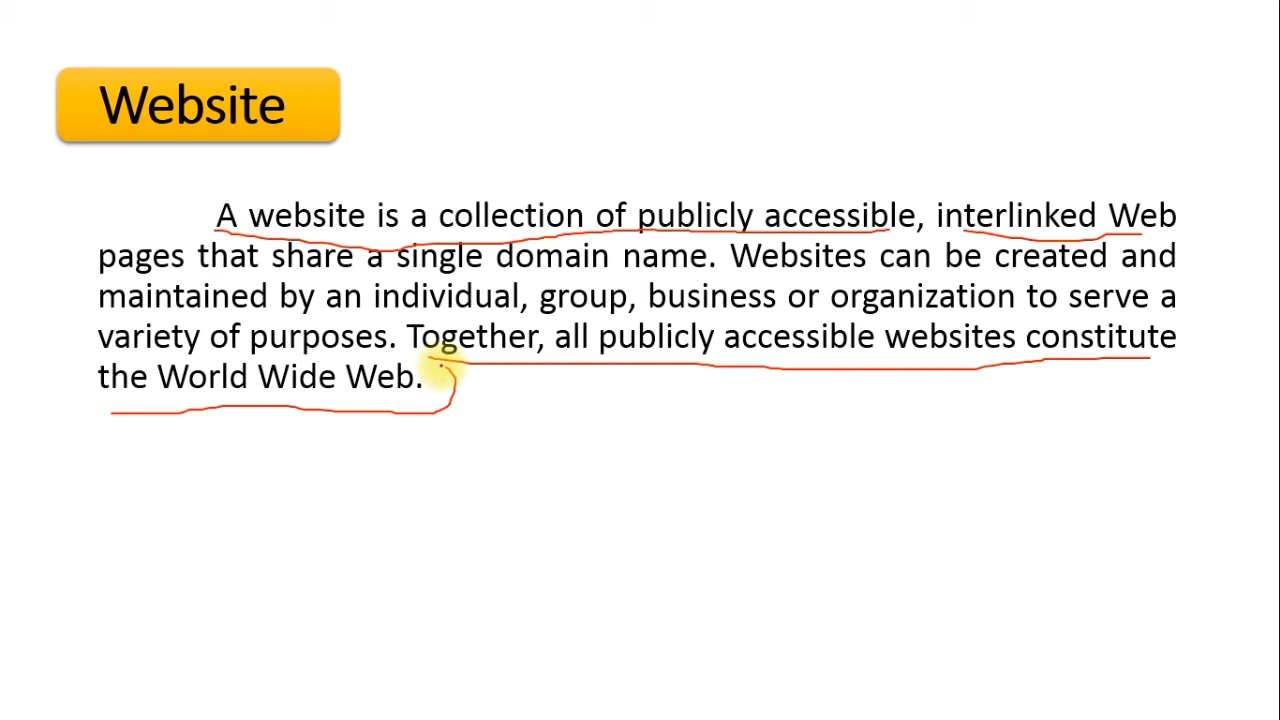 Website
A website is a collection of publicly accessible, interlinked Web
pages that share a single domain name. Websites can be created and
maintained by an individual, group, business or organization to serve a
variety of purposes. Together, all publicly accessible websites constitute
the World Wide Web.